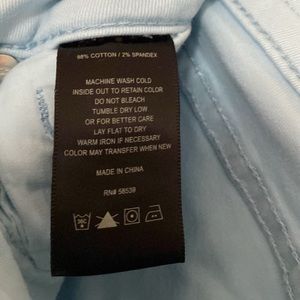 98% COTTON / 2% SPANDEX
MACHINE WASH COLD
INSIDE OUT TO RETAIN COLOR
DO NOT BLEACH
TUMBLE DRY LOW
OR FOR BETTER CARE
LAY FLAT TO DRY
WARM IRON IF NECESSARY
COLOR MAY TRANSFER WHEN NEW
MADE IN CHINA
RN# 58539